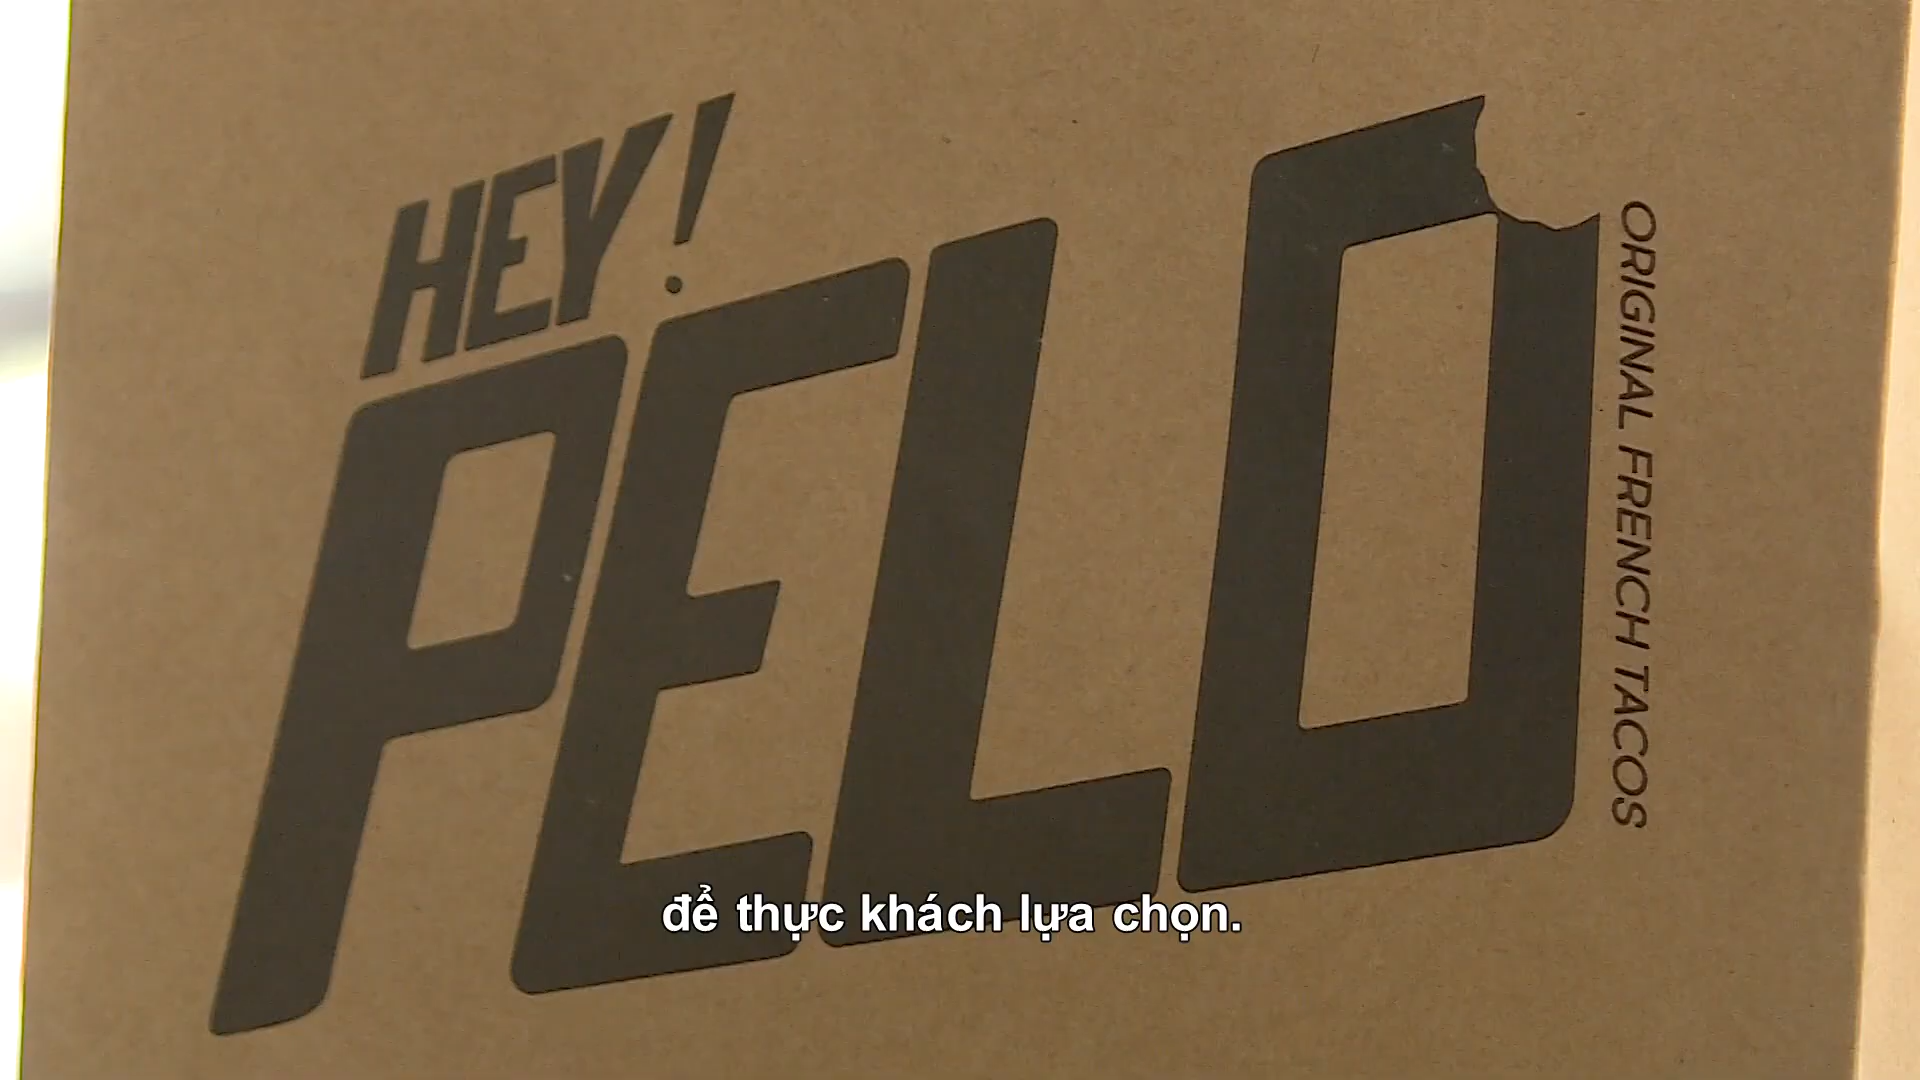 HEY!
PELO
ORIGINAL FRENCH TACOS
để thực khách lựa chọn.